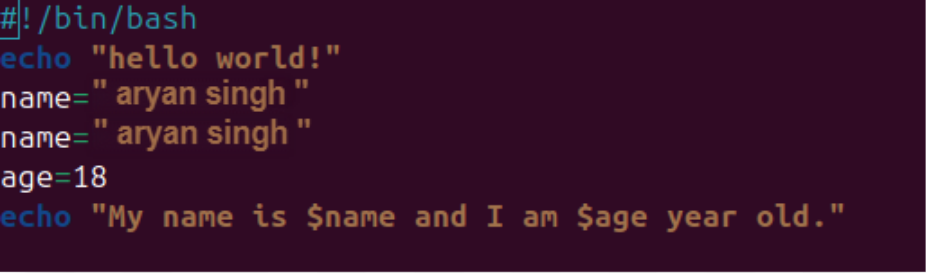 #!/bin/bash
echo "hello world!"
name=" aryan singh "
name=" aryan singh "
age=18
echo "My name is $name and I am $age year old."